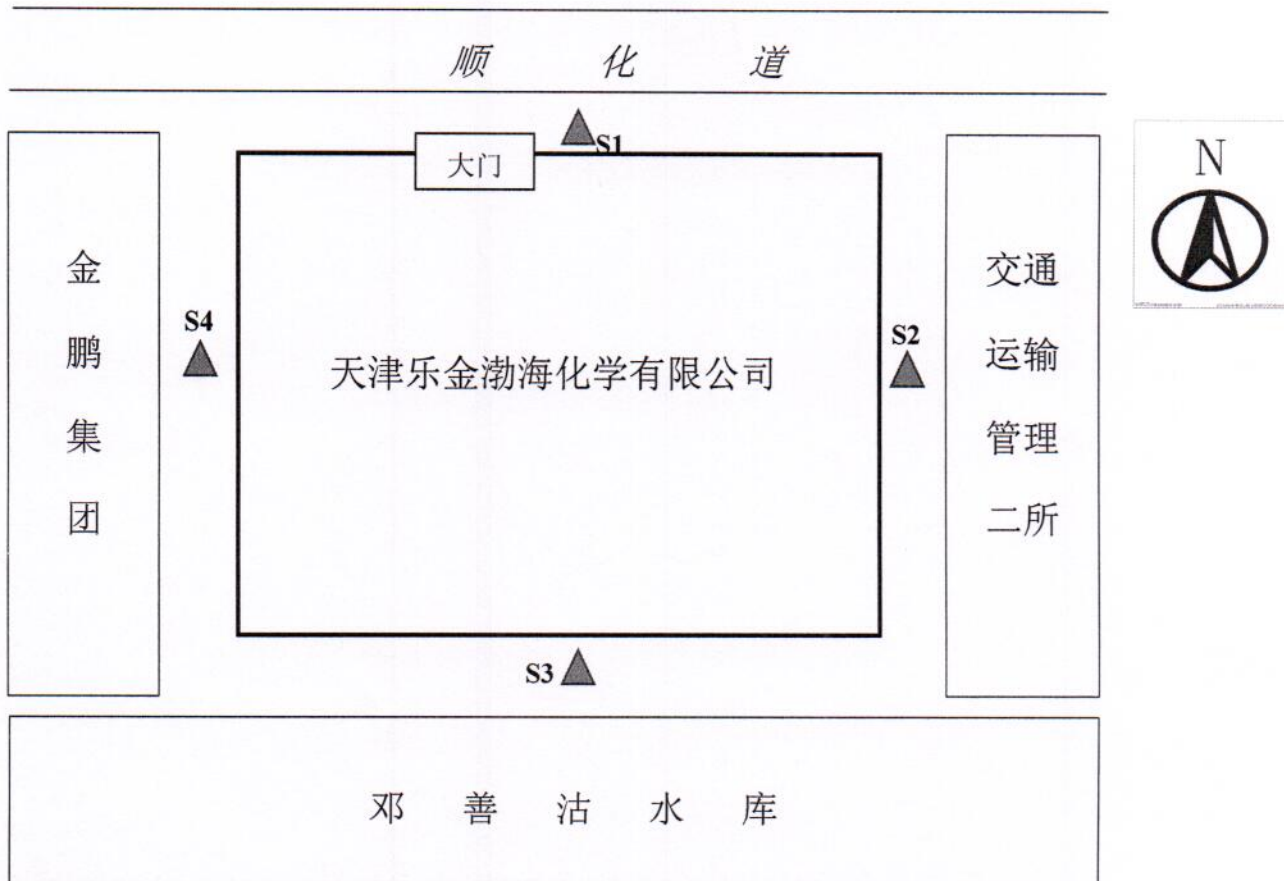 顺化道
S1
大门
N
金鹏集团
S4
天津乐金渤海化学有限公司
S2
交通
运输
管理
二所
S3
邓善沽水库